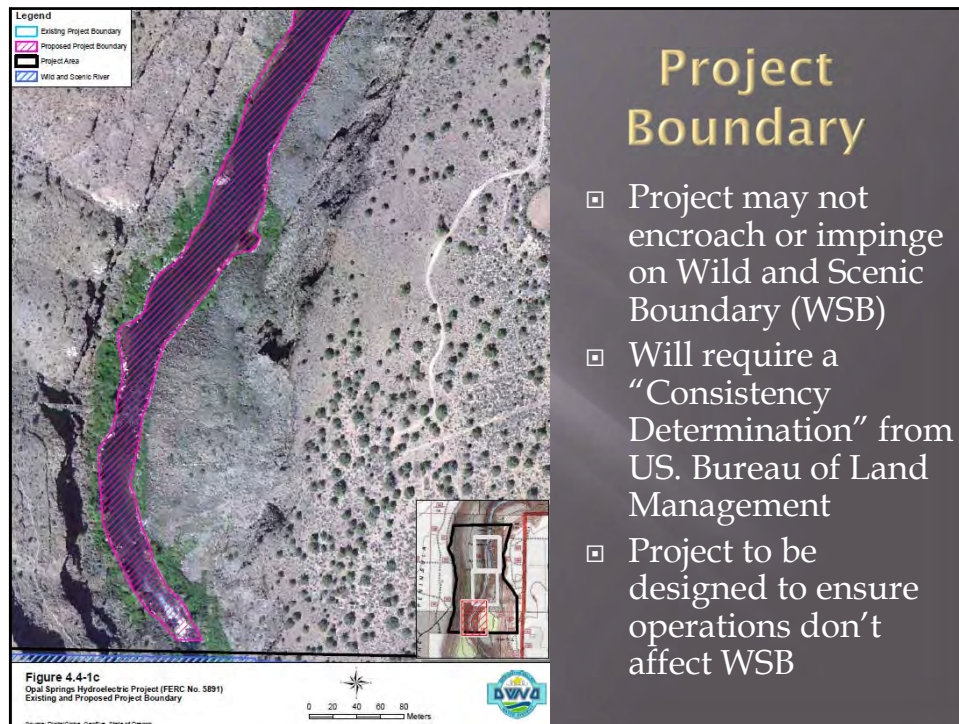 Legend
Existing Project Boundary
Proposed Project Boundary
Project Area
Wild and Scenic River
Project
Boundary
Project may not
encroach or impinge
on Wild and Scenic
Boundary (WSB)
Will require a
“Consistency
Determination” from
US. Bureau of Land
Management
Project to be
designed to ensure
operations don’t
affect WSB
Figure 4.4-1c
Opal Springs Hydroelectric Project (FERC No. 5891)
Existing and Proposed Project Boundary
0 20 40 60 80
Meters
DVWD